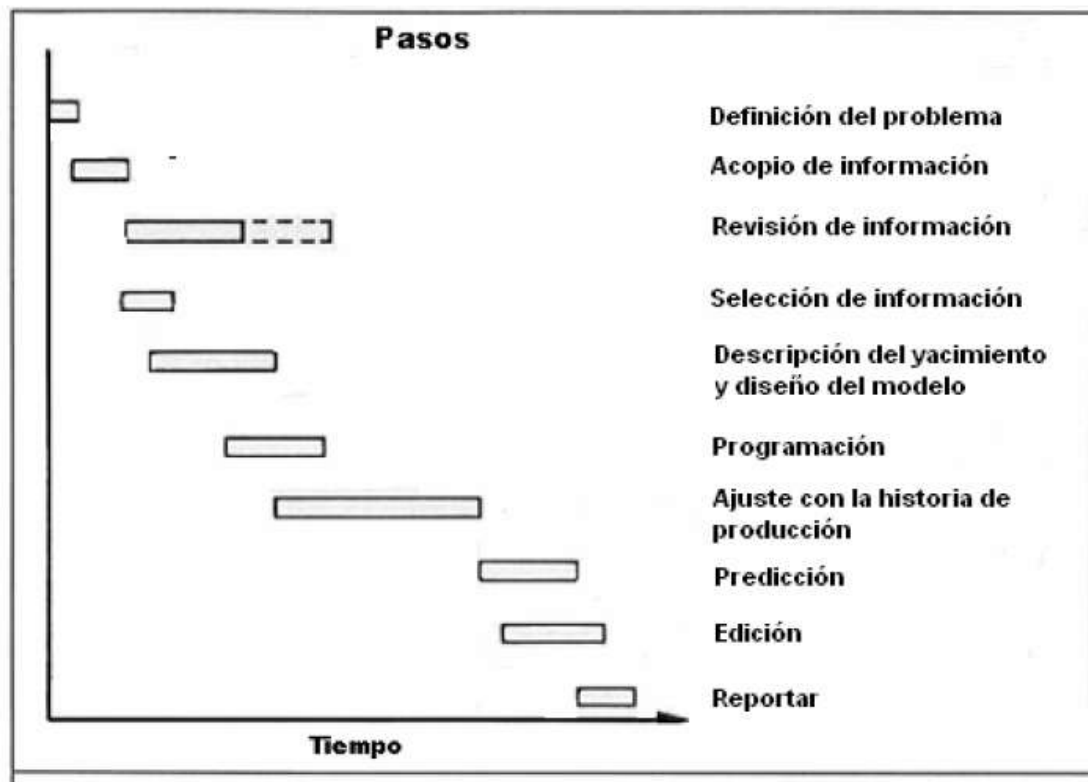 Pasos
Definición del problema
Acopio de información
Revisión de información
Selección de información
Descripción del yacimiento
y diseño del modelo
Programación
Ajuste con la historia de
producción
Predicción
Edición
Reportar
Tiempo